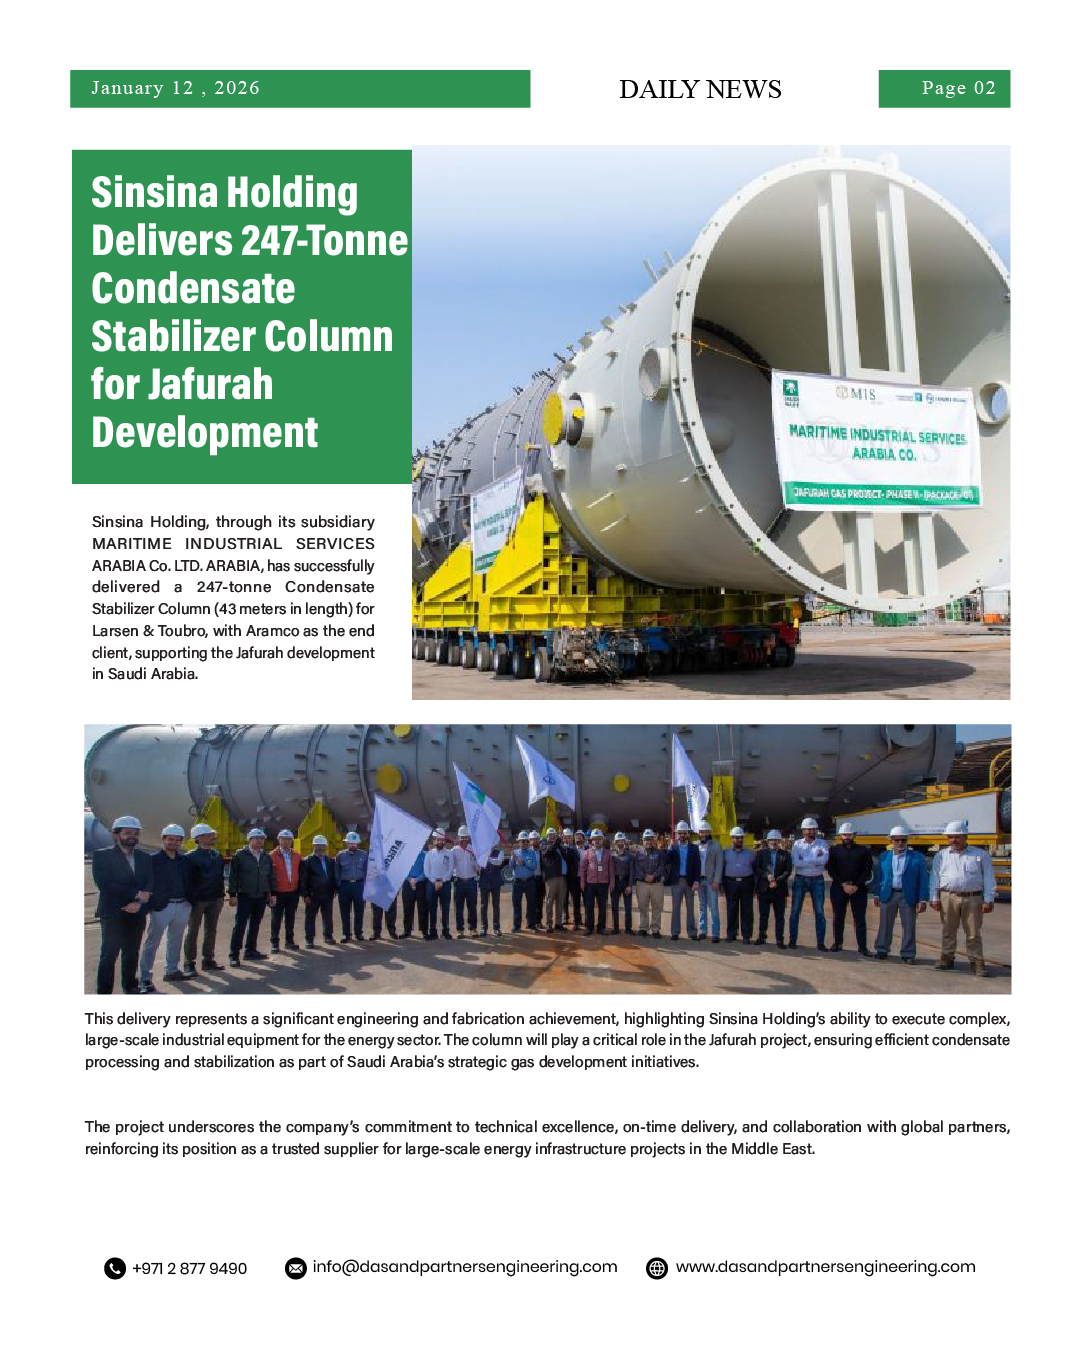 January 12 , 2026
DAILY NEWS
Page 02
Sinsina Holding
Delivers 247-Tonne
Condensate
Stabilizer Column
for Jafurah
Development
MIS
MARITIME INDUSTRIAL SERVICES
ARABIA CO.
JAFURAH GAS PROJECT- PHASE II - (PACKAGE-
Sinsina Holding, through its subsidiary
MARITIME INDUSTRIAL SERVICES
ARABIA Co. LTD. ARABIA, has successfully
delivered a 247-tonne Condensate
Stabilizer Column (43 meters in length) for
Larsen & Toubro, with Aramco as the end
client, supporting the Jafurah development
in Saudi Arabia.
This delivery represents a significant engineering and fabrication achievement, highlighting Sinsina Holding’s ability to execute complex,
large-scale industrial equipment for the energy sector. The column will play a critical role in the Jafurah project, ensuring efficient condensate
processing and stabilization as part of Saudi Arabia’s strategic gas development initiatives.
The project underscores the company’s commitment to technical excellence, on-time delivery, and collaboration with global partners,
reinforcing its position as a trusted supplier for large-scale energy infrastructure projects in the Middle East.
+971 2 877 9490
info@dasandpartnersengineering.com
www.dasandpartnersengineering.com